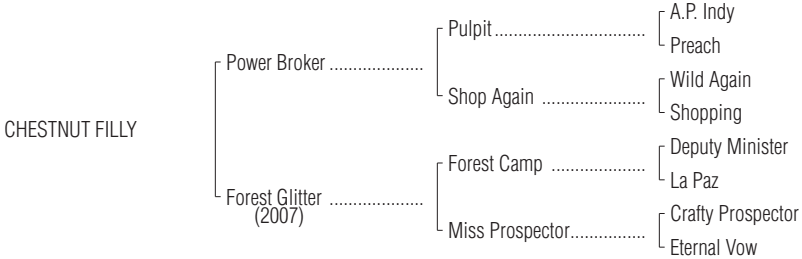 A.P. Indy
Pulpit..............................
Preach
Power Broker ...................
Wild Again
Shop Again .....................
Shopping
CHESTNUT FILLY
Deputy Minister
Forest Camp ...................
La Paz
Forest Glitter ...................
(2007)
Crafty Prospector
Miss Prospector...............
Eternal Vow